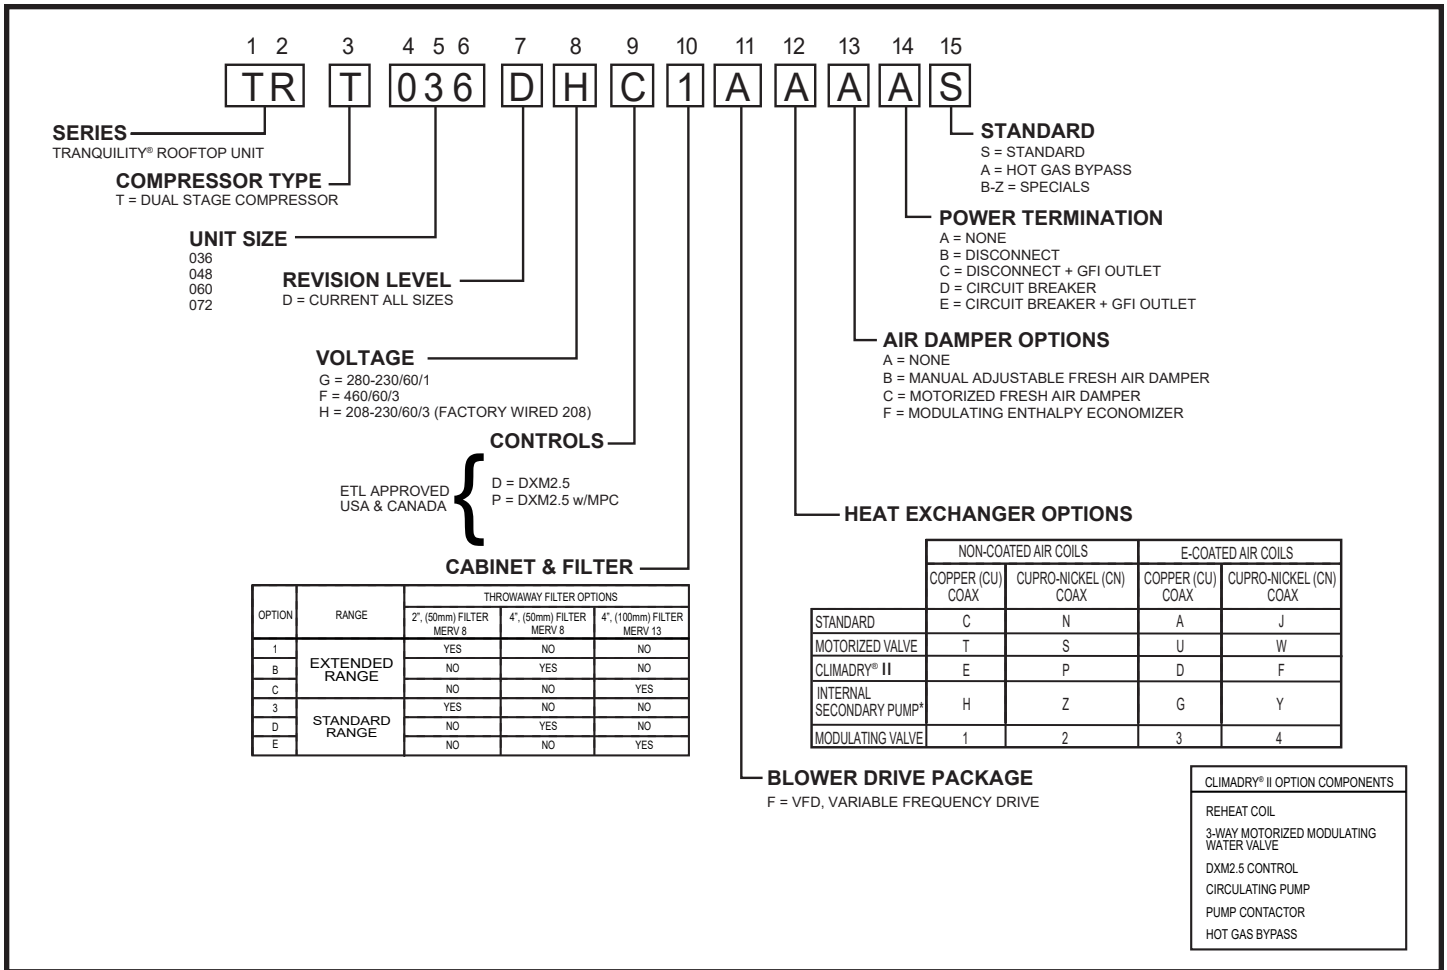 1 2 3 4 5 6 7 8 9 10 11 12 13 14 15
TR T 036 D H C 1 A A A A S
SERIES
TRANQUILITY® ROOFTOP UNIT
COMPRESSOR TYPE
T = DUAL STAGE COMPRESSOR
UNIT SIZE
036
048
060
072
REVISION LEVEL
D = CURRENT ALL SIZES
VOLTAGE
G = 280-230/60/1
F = 460/60/3
H = 208-230/60/3 (FACTORY WIRED 208)
CONTROLS
ETL APPROVED
USA & CANADA
{
D = DXM2.5
P = DXM2.5 w/MPC
CABINET & FILTER
OPTION RANGE THROWAWAY FILTER OPTIONS
2”, (50mm) FILTER MERV 8 4”, (50mm) FILTER MERV 8 4”, (100mm) FILTER MERV 13
1 EXTENDED RANGE YES NO NO
B NO YES NO
C NO NO YES
3 STANDARD RANGE YES NO NO
D NO YES NO
E NO NO YES
STANDARD
S = STANDARD
A = HOT GAS BYPASS
B-Z = SPECIALS
POWER TERMINATION
A = NONE
B = DISCONNECT
C = DISCONNECT + GFI OUTLET
D = CIRCUIT BREAKER
E = CIRCUIT BREAKER + GFI OUTLET
AIR DAMPER OPTIONS
A = NONE
B = MANUAL ADJUSTABLE FRESH AIR DAMPER
C = MOTORIZED FRESH AIR DAMPER
F = MODULATING ENTHALPY ECONOMIZER
HEAT EXCHANGER OPTIONS
NON-COATED AIR COILS E-COATED AIR COILS
COPPER (CU) COAX CUPRO-NICKEL (CN) COAX COPPER (CU) COAX CUPRO-NICKEL (CN) COAX
STANDARD C N A J
MOTORIZED VALVE T S U W
CLIMADRY® II E P D F
INTERNAL SECONDARY PUMP* H Z G Y
MODULATING VALVE 1 2 3 4
BLOWER DRIVE PACKAGE
F = VFD, VARIABLE FREQUENCY DRIVE
CLIMADRY® II OPTION COMPONENTS
REHEAT COIL
3-WAY MOTORIZED MODULATING
WATER VALVE
DXM2.5 CONTROL
CIRCULATING PUMP
PUMP CONTACTOR
HOT GAS BYPASS